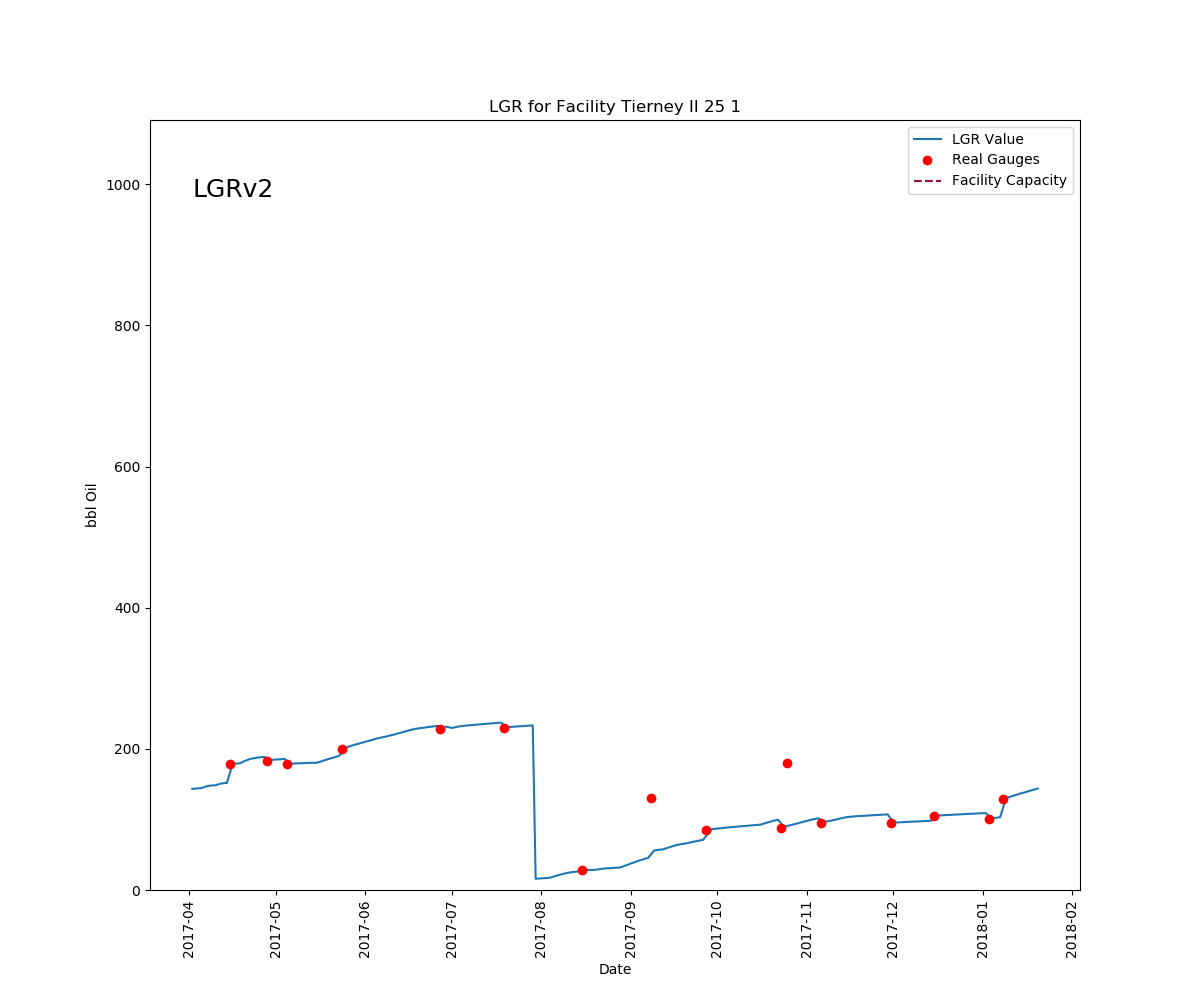 LGR for Facility Tierney II 25 1
LGRv2
LGR Value
Real Gauges
Facility Capacity
1000
800
600
400
200
0
bbl Oil
2017-04
2017-05
2017-06
2017-07
2017-08
2017-09
2017-10
2017-11
2017-12
2018-01
2018-02
Date